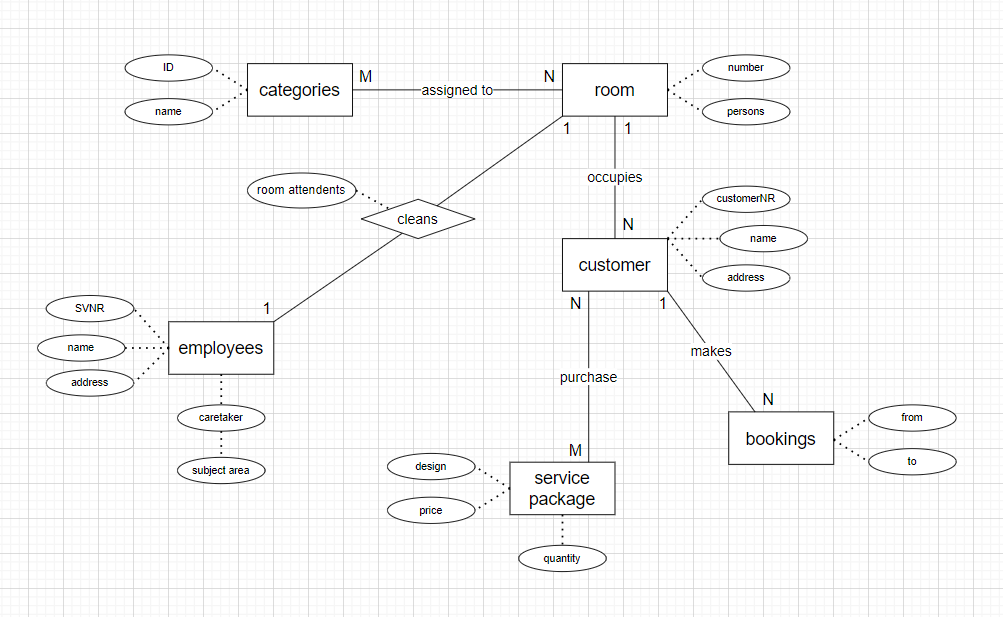 ID
number
M
N
categories
assigned to
room
name
persons
1
1
occupies
room attendents
customerNR
cleans
N
name
customer
address
SVNR
1
N
1
name
employees
makes
address
purchase
N
caretaker
from
bookings
M
design
to
subject area
service
package
price
quantity